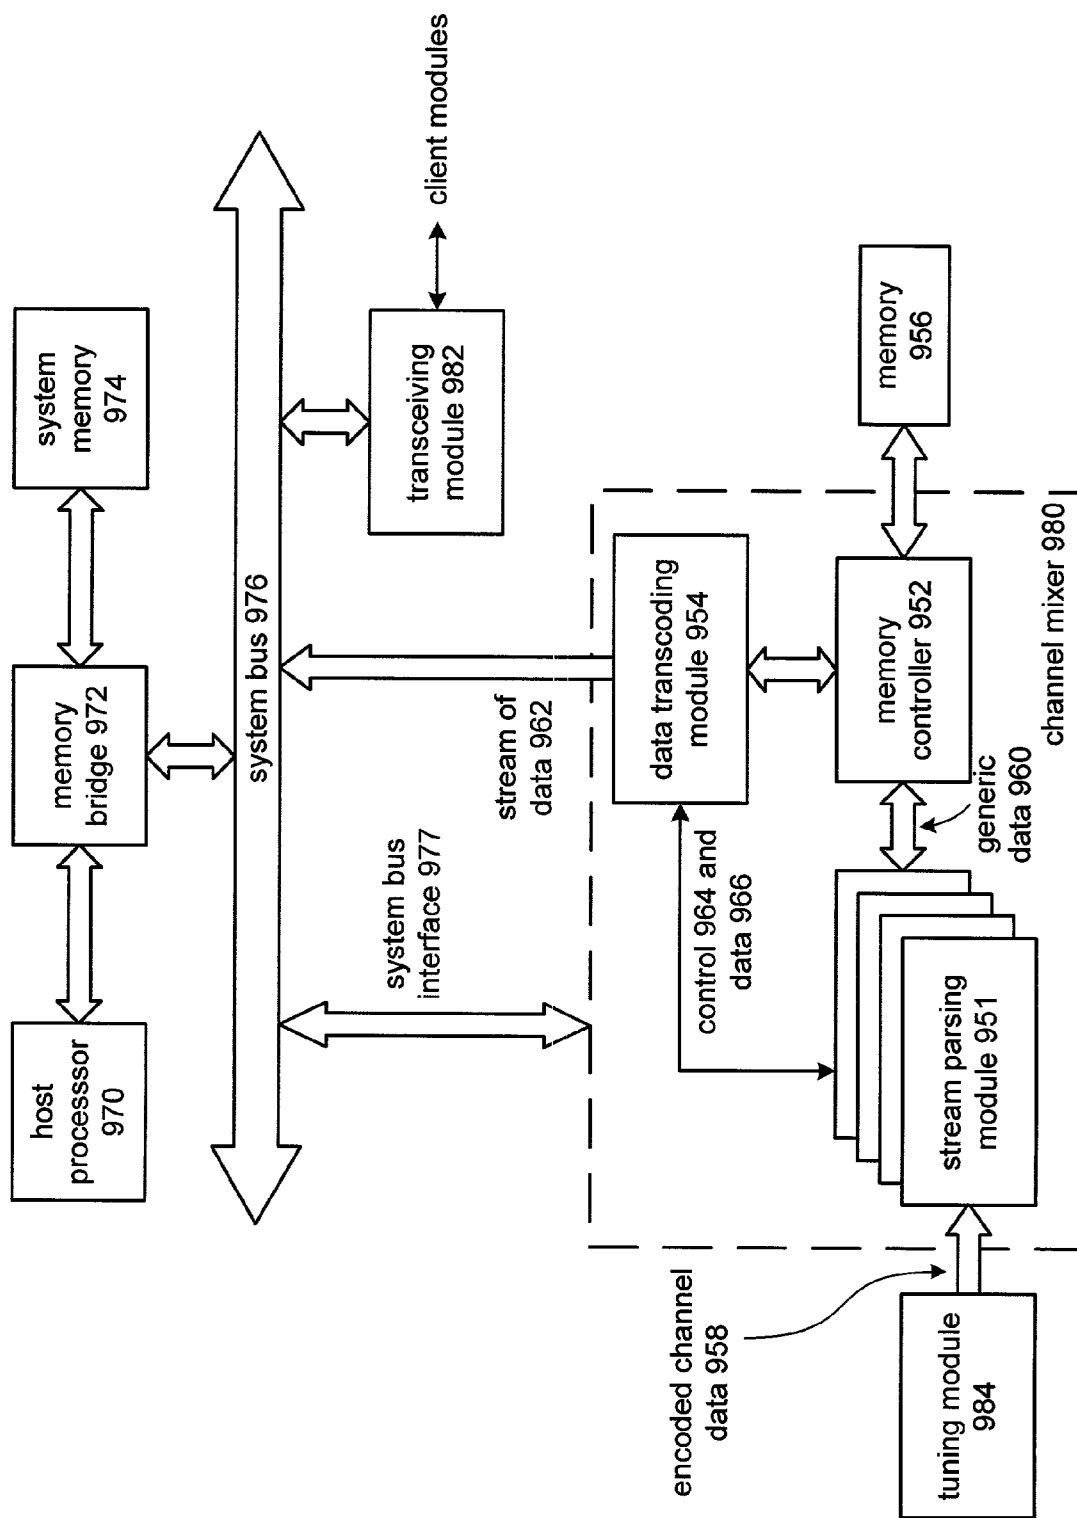 host
processsor
970
memory
bridge 972
system
memory
974
system bus 976
system bus
interface 977
stream of
data 962
transceiving
module 982
client modules
encoded channel
data 958
tuning module
984
control 964 and
data 966
data transcoding
module 954
stream parsing
module 951
generic
data 960
memory
controller 952
memory
956
channel mixer 980